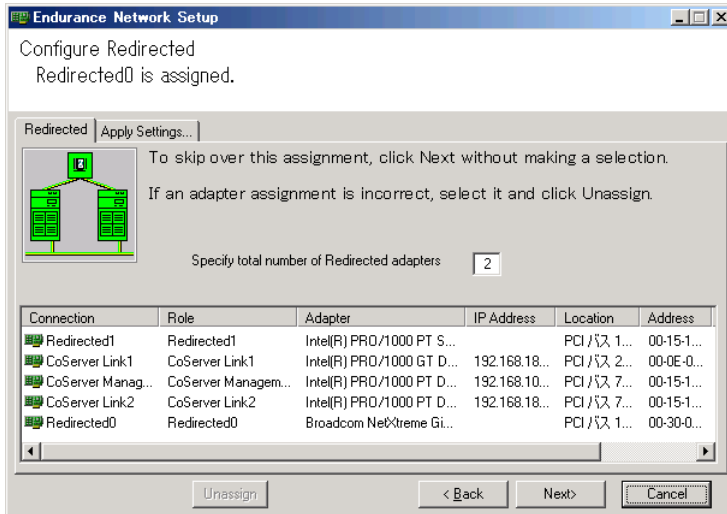 Endurance Network Setup
Configure Redirected
Redirected0 is assigned.
Redirected
Apply Settings...
To skip over this assignment, click Next without making a selection.
If an adapter assignment is incorrect, select it and click Unassign.
Specify total number of Redirected adapters 2
Connection Role Adapter IP Address Location Address
Redirected1 Redirected1 Intel(R) PRO/1000 PT S... PCI バス 1... 00-15-1...
CoServer Link1 CoServer Link1 Intel(R) PRO/1000 GT D... 192.168.18... PCI バス 2... 00-0E-0...
CoServer Manag... CoServer Managem... Intel(R) PRO/1000 PT D... 192.168.10... PCI バス 7... 00-15-1...
CoServer Link2 CoServer Link2 Intel(R) PRO/1000 PT D... 192.168.18... PCI バス 7... 00-15-1...
Redirected0 Redirected0 Broadcom NetXtreme Gi... PCI バス 1... 00-30-0...
Unassign < Back Next> Cancel